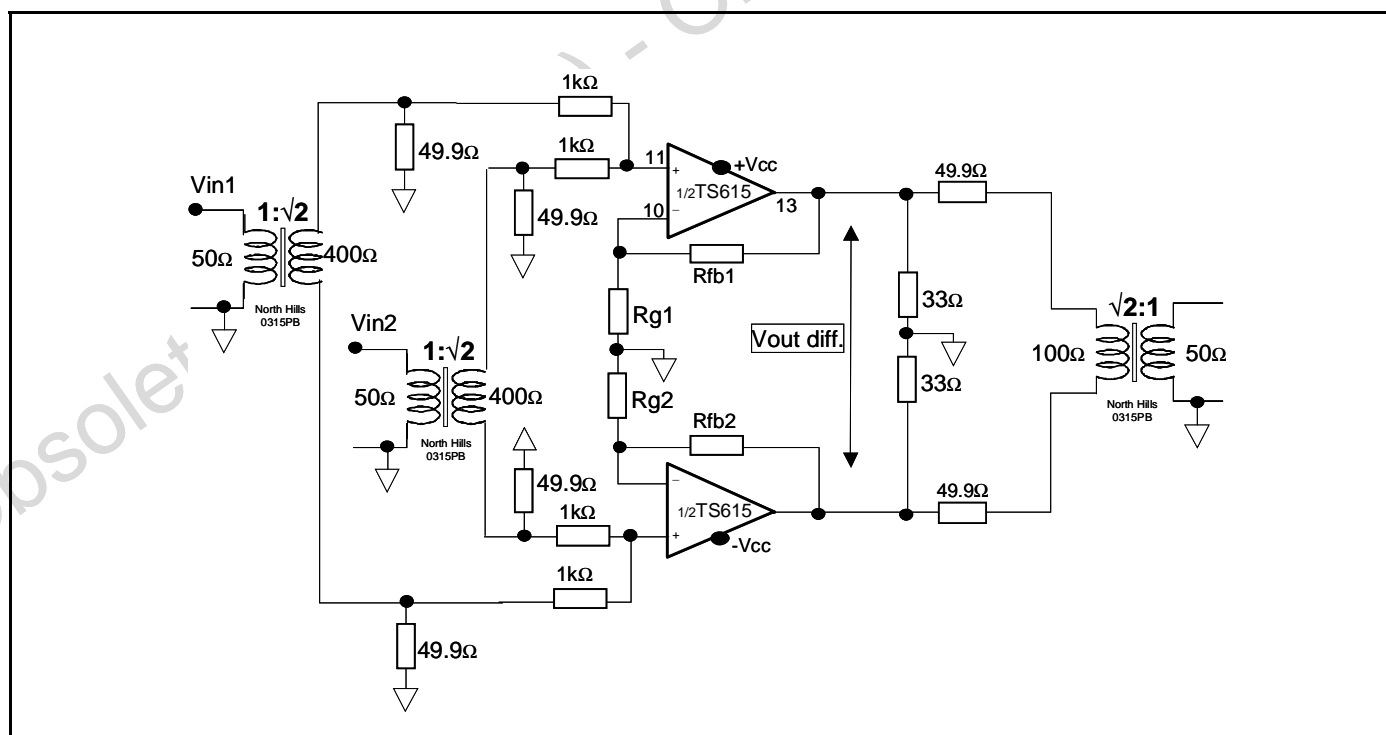 Obsolete
) - O
1kΩ
49.9Ω
1kΩ
11
+
+Vcc
1/2TS615
13
10
–
49.9Ω
49.9Ω
Vin1
1:√2
50Ω
400Ω
North Hills
0315PB
Rfb1
Rg1
33Ω
Vin2
1:√2
50Ω
400Ω
North Hills
0315PB
Vout diff.
√2:1
100Ω
50Ω
North Hills
0315PB
33Ω
Rg2
Rfb2
49.9Ω
1kΩ
–
1/2TS615
+
-Vcc
49.9Ω
1kΩ
49.9Ω